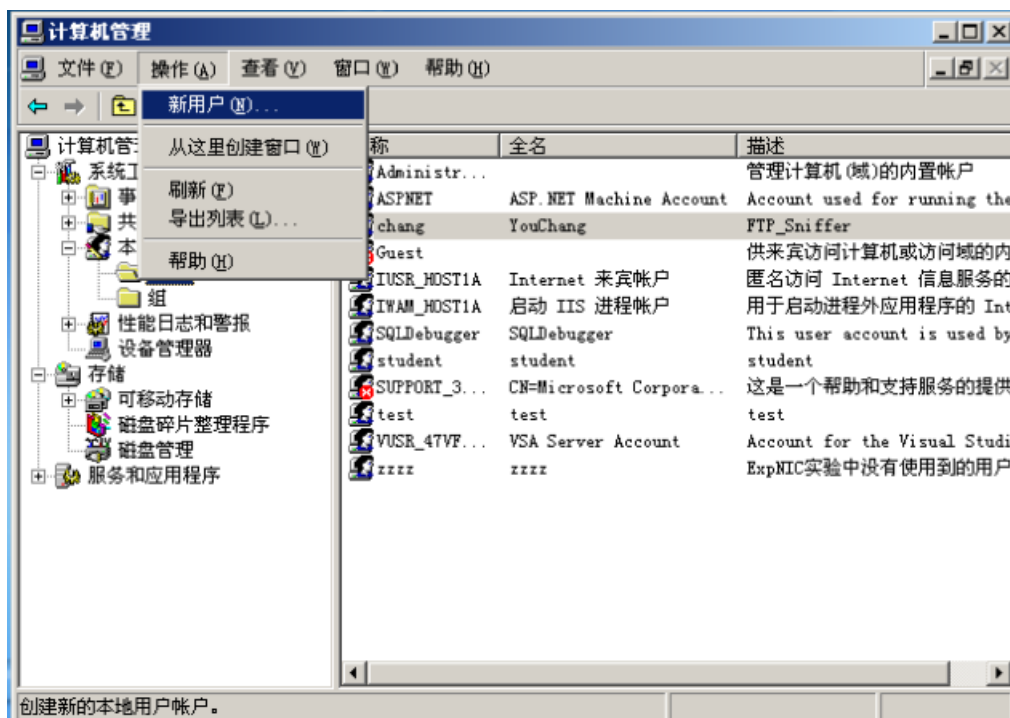 计算机管理
文件(F) 操作(A) 查看(V) 窗口(W) 帮助(H)
新用户(N)...
从这里创建窗口(W)
刷新(F)
导出列表(L)...
帮助(H)
计算机管
系统工
事
共
本
组
性能日志和警报
设备管理器
存储
可移动存储
磁盘碎片整理程序
磁盘管理
服务和应用程序
称 全名 描述
Administr... 管理计算机(域)的内置帐户
ASPNET ASP.NET Machine Account Account used for running the
chang YouChang FTP_Sniffer
Guest 供来宾访问计算机或访问域的内
IUSR_HOST1A Internet 来宾帐户 匿名访问 Internet 信息服务的
IWAM_HOST1A 启动 IIS 进程帐户 用于启动进程外应用程序的 Int
SQLDebugger SQLDebugger This user account is used by
student student student
SUPPORT_3... CN=Microsoft Corpora... 这是一个帮助和支持服务的提供
test test test
VUSR_47VF... VSA Server Account Account for the Visual Studi
zzzz zzzz ExpNIC实验中没有使用到的用户
创建新的本地用户帐户。